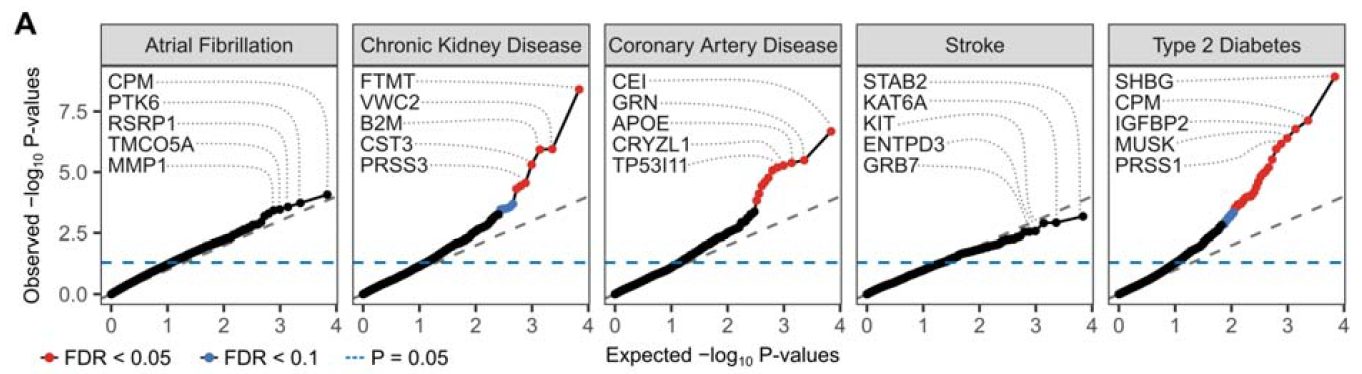 A
Atrial Fibrillation
Chronic Kidney Disease
Coronary Artery Disease
Stroke
Type 2 Diabetes
Observed −log10 P-values
7.5
5.0
2.5
0.0
CPM
PTK6
RSRP1
TMCO5A
MMP1
FTMT
VWC2
B2M
CST3
PRSS3
CEI
GRN
APOE
CRYZL1
TP53I11
STAB2
KAT6A
KIT
ENTPD3
GRB7
SHBG
CPM
IGFBP2
MUSK
PRSS1
0 1 2 3 4
0 1 2 3 4
0 1 2 3 4
0 1 2 3 4
0 1 2 3 4
Expected −log10 P-values
FDR < 0.05
FDR < 0.1
P = 0.05